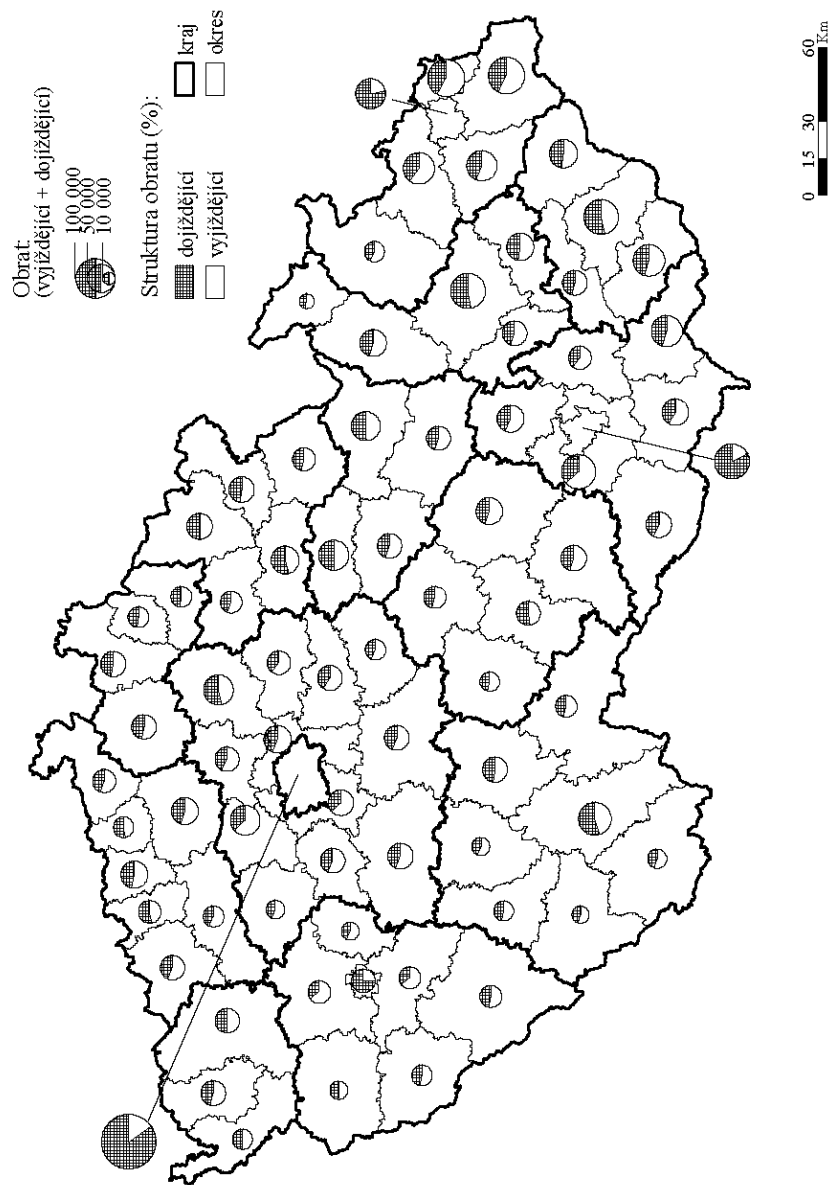 Obrat:
(vyjíždějící + dojíždějící)
100 000
50 000
10 000
Struktura obratu (%):
dojíždějící
vyjíždějící
kraj
okres
0 15 30 60
Km